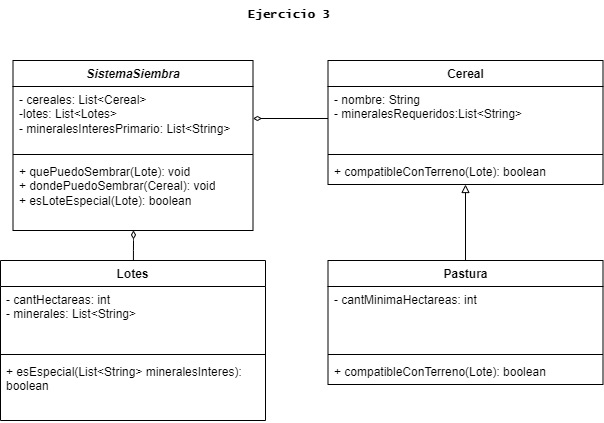 Ejercicio 3
SistemaSiembra
- cereales: List<Cereal>
-lotes: List<Lotes>
- mineralesInteresPrimario: List<String>
+ quePuedoSembrar(Lote): void
+ dondePuedoSembrar(Cereal): void
+ esLoteEspecial(Lote): boolean
Cereal
- nombre: String
- mineralesRequeridos:List<String>
+ compatibleConTerreno(Lote): boolean
Lotes
- cantHectareas: int
- minerales: List<String>
+ esEspecial(List<String> mineralesInteres):
boolean
Pastura
- cantMinimaHectareas: int
+ compatibleConTerreno(Lote): boolean